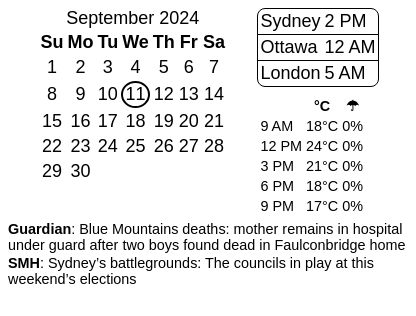 September 2024
Su Mo Tu We Th Fr Sa
1 2 3 4 5 6 7
8 9 10 11 12 13 14
15 16 17 18 19 20 21
22 23 24 25 26 27 28
29 30
Sydney 2 PM
Ottawa 12 AM
London 5 AM
°C ☂
9 AM 18°C 0%
12 PM 24°C 0%
3 PM 21°C 0%
6 PM 18°C 0%
9 PM 17°C 0%
Guardian: Blue Mountains deaths: mother remains in hospital
under guard after two boys found dead in Faulconbridge home
SMH: Sydney’s battlegrounds: The councils in play at this
weekend’s elections